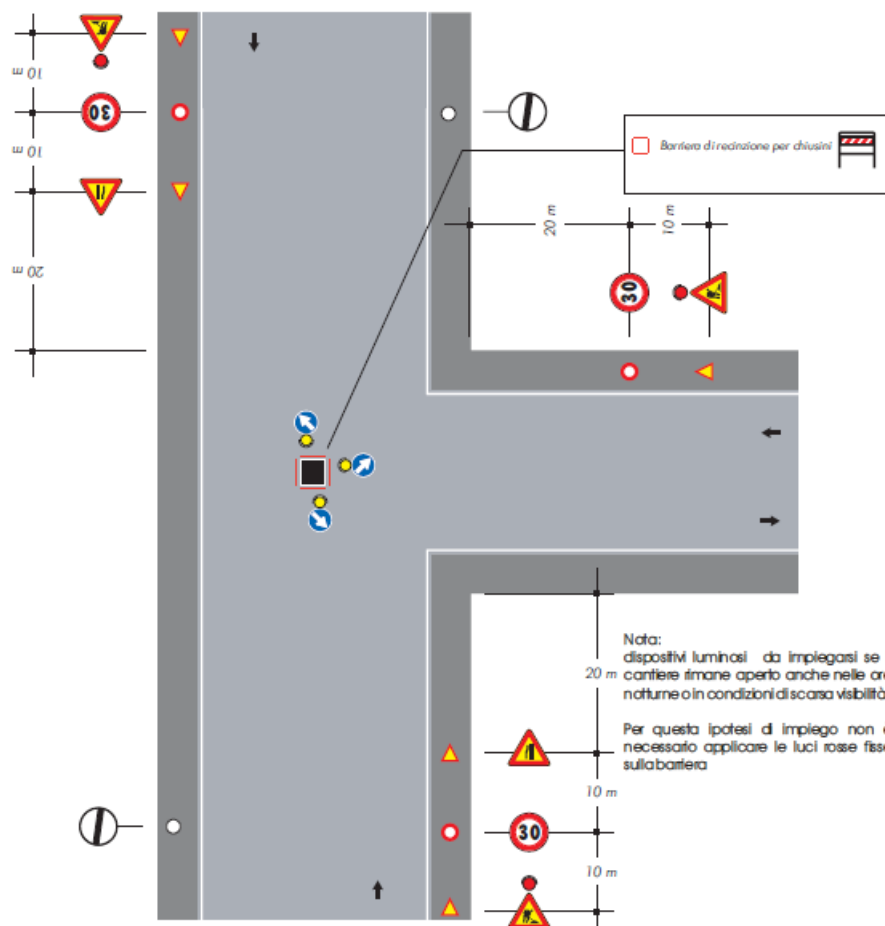 10 m
30
10 m
20 m
Barriera di recinzione per chiusini
20 m
10 m
30
Nota:
dispositivi luminosi da impiegarsi se
cantiere rimane aperto anche nelle ore
notturne o in condizioni di scarsa visibilità
Per questa ipotesi di impiego non è
necessario applicare le luci rosse fisse
sulla barriera
20 m
10 m
30
10 m